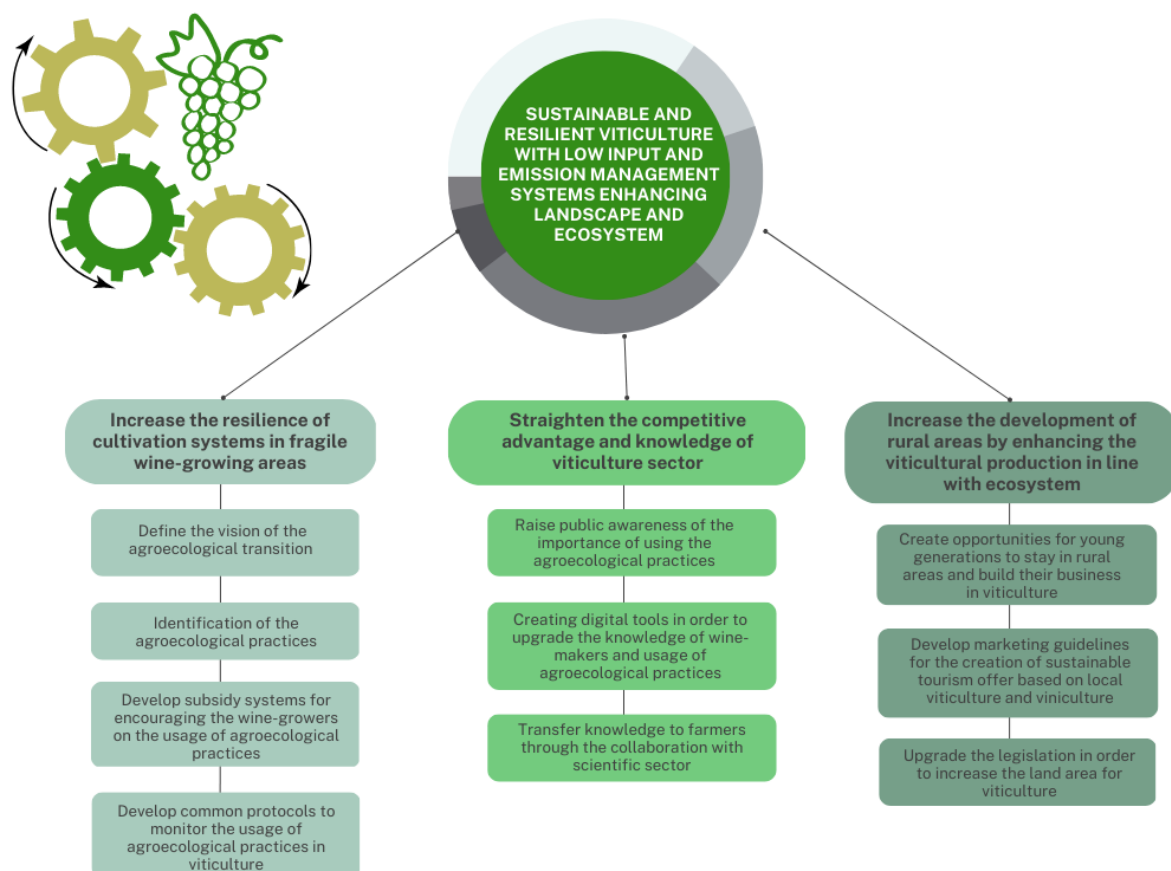 SUSTAINABLE AND
RESILIENT VITICULTURE
WITH LOW INPUT AND
EMISSION MANAGEMENT
SYSTEMS ENHANCING
LANDSCAPE AND
ECOSYSTEM
Increase the resilience of
cultivation systems in fragile
wine-growing areas
Define the vision of the
agroecological transition
Identification of the
agroecological practices
Develop subsidy systems for
encouraging the wine-growers
on the usage of agroecological
practices
Develop common protocols to
monitor the usage of
agroecological practices in
viticulture
Straighten the competitive
advantage and knowledge of
viticulture sector
Raise public awareness of the
importance of using the
agroecological practices
Creating digital tools in order to
upgrade the knowledge of wine-
makers and usage of
agroecological practices
Transfer knowledge to farmers
through the collaboration with
scientific sector
Increase the development of
rural areas by enhancing the
viticultural production in line
with ecosystem
Create opportunities for young
generations to stay in rural
areas and build their business
in viticulture
Develop marketing guidelines
for the creation of sustainable
tourism offer based on local
viticulture and viniculture
Upgrade the legislation in order
to increase the land area for
viticulture